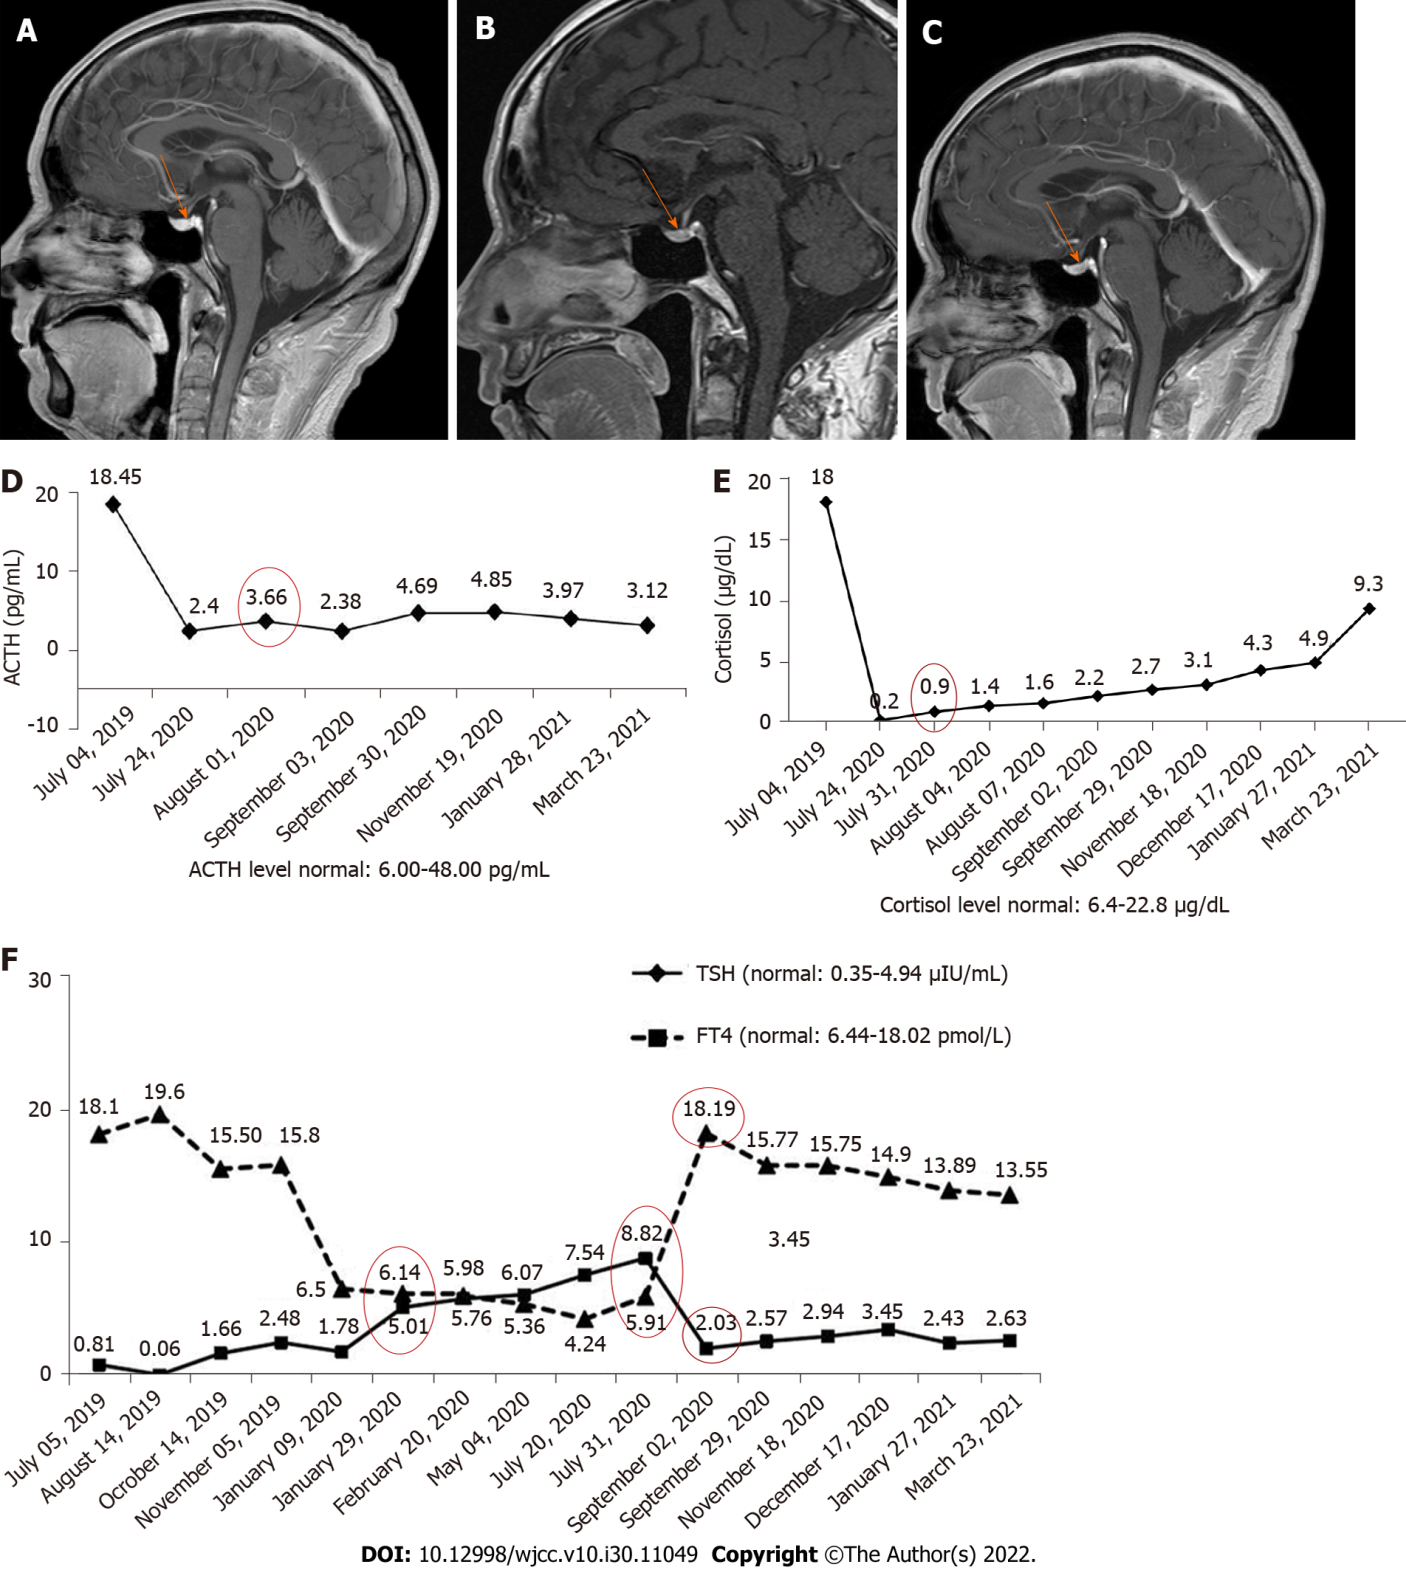 A
B
C
D
18.45
20
10
0
-10
ACTH (pg/mL)
2.4
3.66
2.38
4.69
4.85
3.97
3.12
July 04, 2019
July 24, 2020
August 01, 2020
September 03, 2020
September 30, 2020
November 19, 2020
January 28, 2021
March 23, 2021
ACTH level normal: 6.00-48.00 pg/mL
E
18
20
15
10
5
0
Cortisol (µg/dL)
0.2
0.9
1.4
1.6
2.2
2.7
3.1
4.3
4.9
9.3
July 04, 2019
July 24, 2020
July 31, 2020
August 04, 2020
August 07, 2020
September 02, 2020
September 29, 2020
November 18, 2020
December 17, 2020
January 27, 2021
March 23, 2021
Cortisol level normal: 6.4-22.8 µg/dL
F
30
20
10
0
TSH (normal: 0.35-4.94 µIU/mL)
FT4 (normal: 6.44-18.02 pmol/L)
18.1
19.6
15.50
15.8
6.5
6.14
5.98
5.36
4.24
5.91
18.19
15.77
15.75
14.9
13.89
13.55
3.45
0.81
0.06
1.66
2.48
1.78
5.01
5.76
6.07
7.54
8.82
2.03
2.57
2.94
3.45
2.43
2.63
July 05, 2019
August 14, 2019
October 14, 2019
November 05, 2019
January 09, 2020
January 29, 2020
February 20, 2020
May 04, 2020
July 20, 2020
July 31, 2020
September 02, 2020
September 29, 2020
November 18, 2020
December 17, 2020
January 27, 2021
March 23, 2021
DOI: 10.12998/wjcc.v10.i30.11049 Copyright ©The Author(s) 2022.